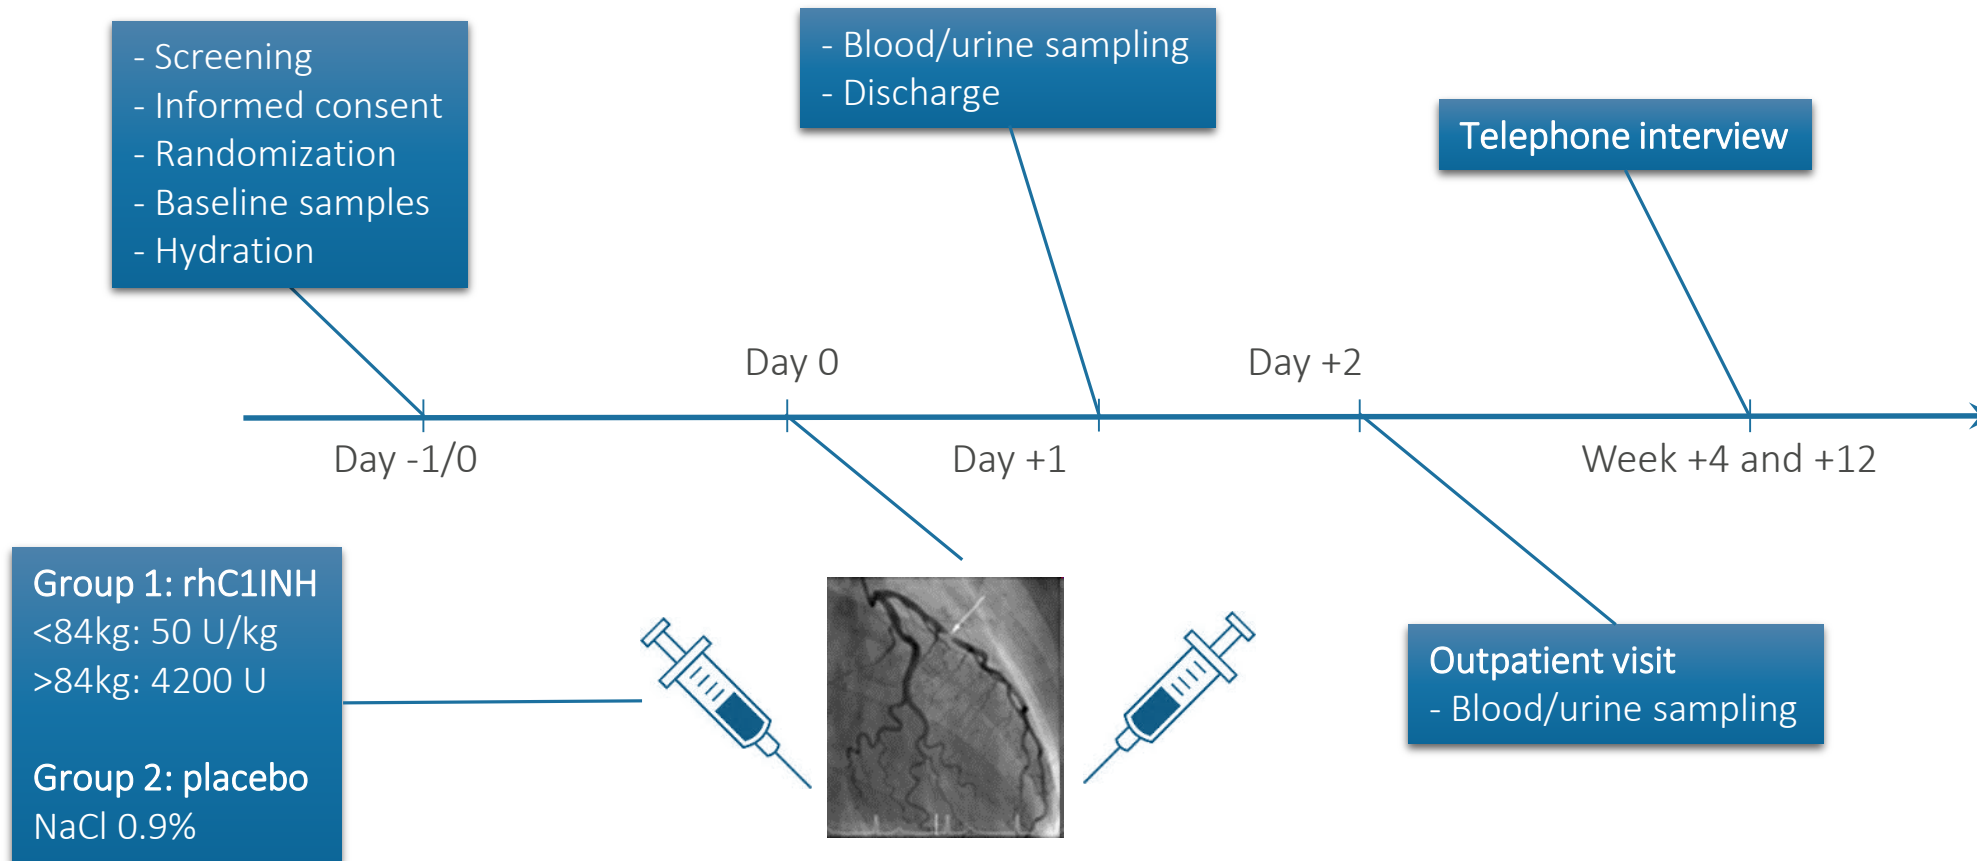 - Screening
- Informed consent
- Randomization
- Baseline samples
- Hydration
- Blood/urine sampling
- Discharge
Telephone interview
Day 0
Day +2
Day -1/0
Day +1
Week +4 and +12
Group 1: rhC1INH
<84kg: 50 U/kg
>84kg: 4200 U
Group 2: placebo
NaCl 0.9%
Outpatient visit
- Blood/urine sampling